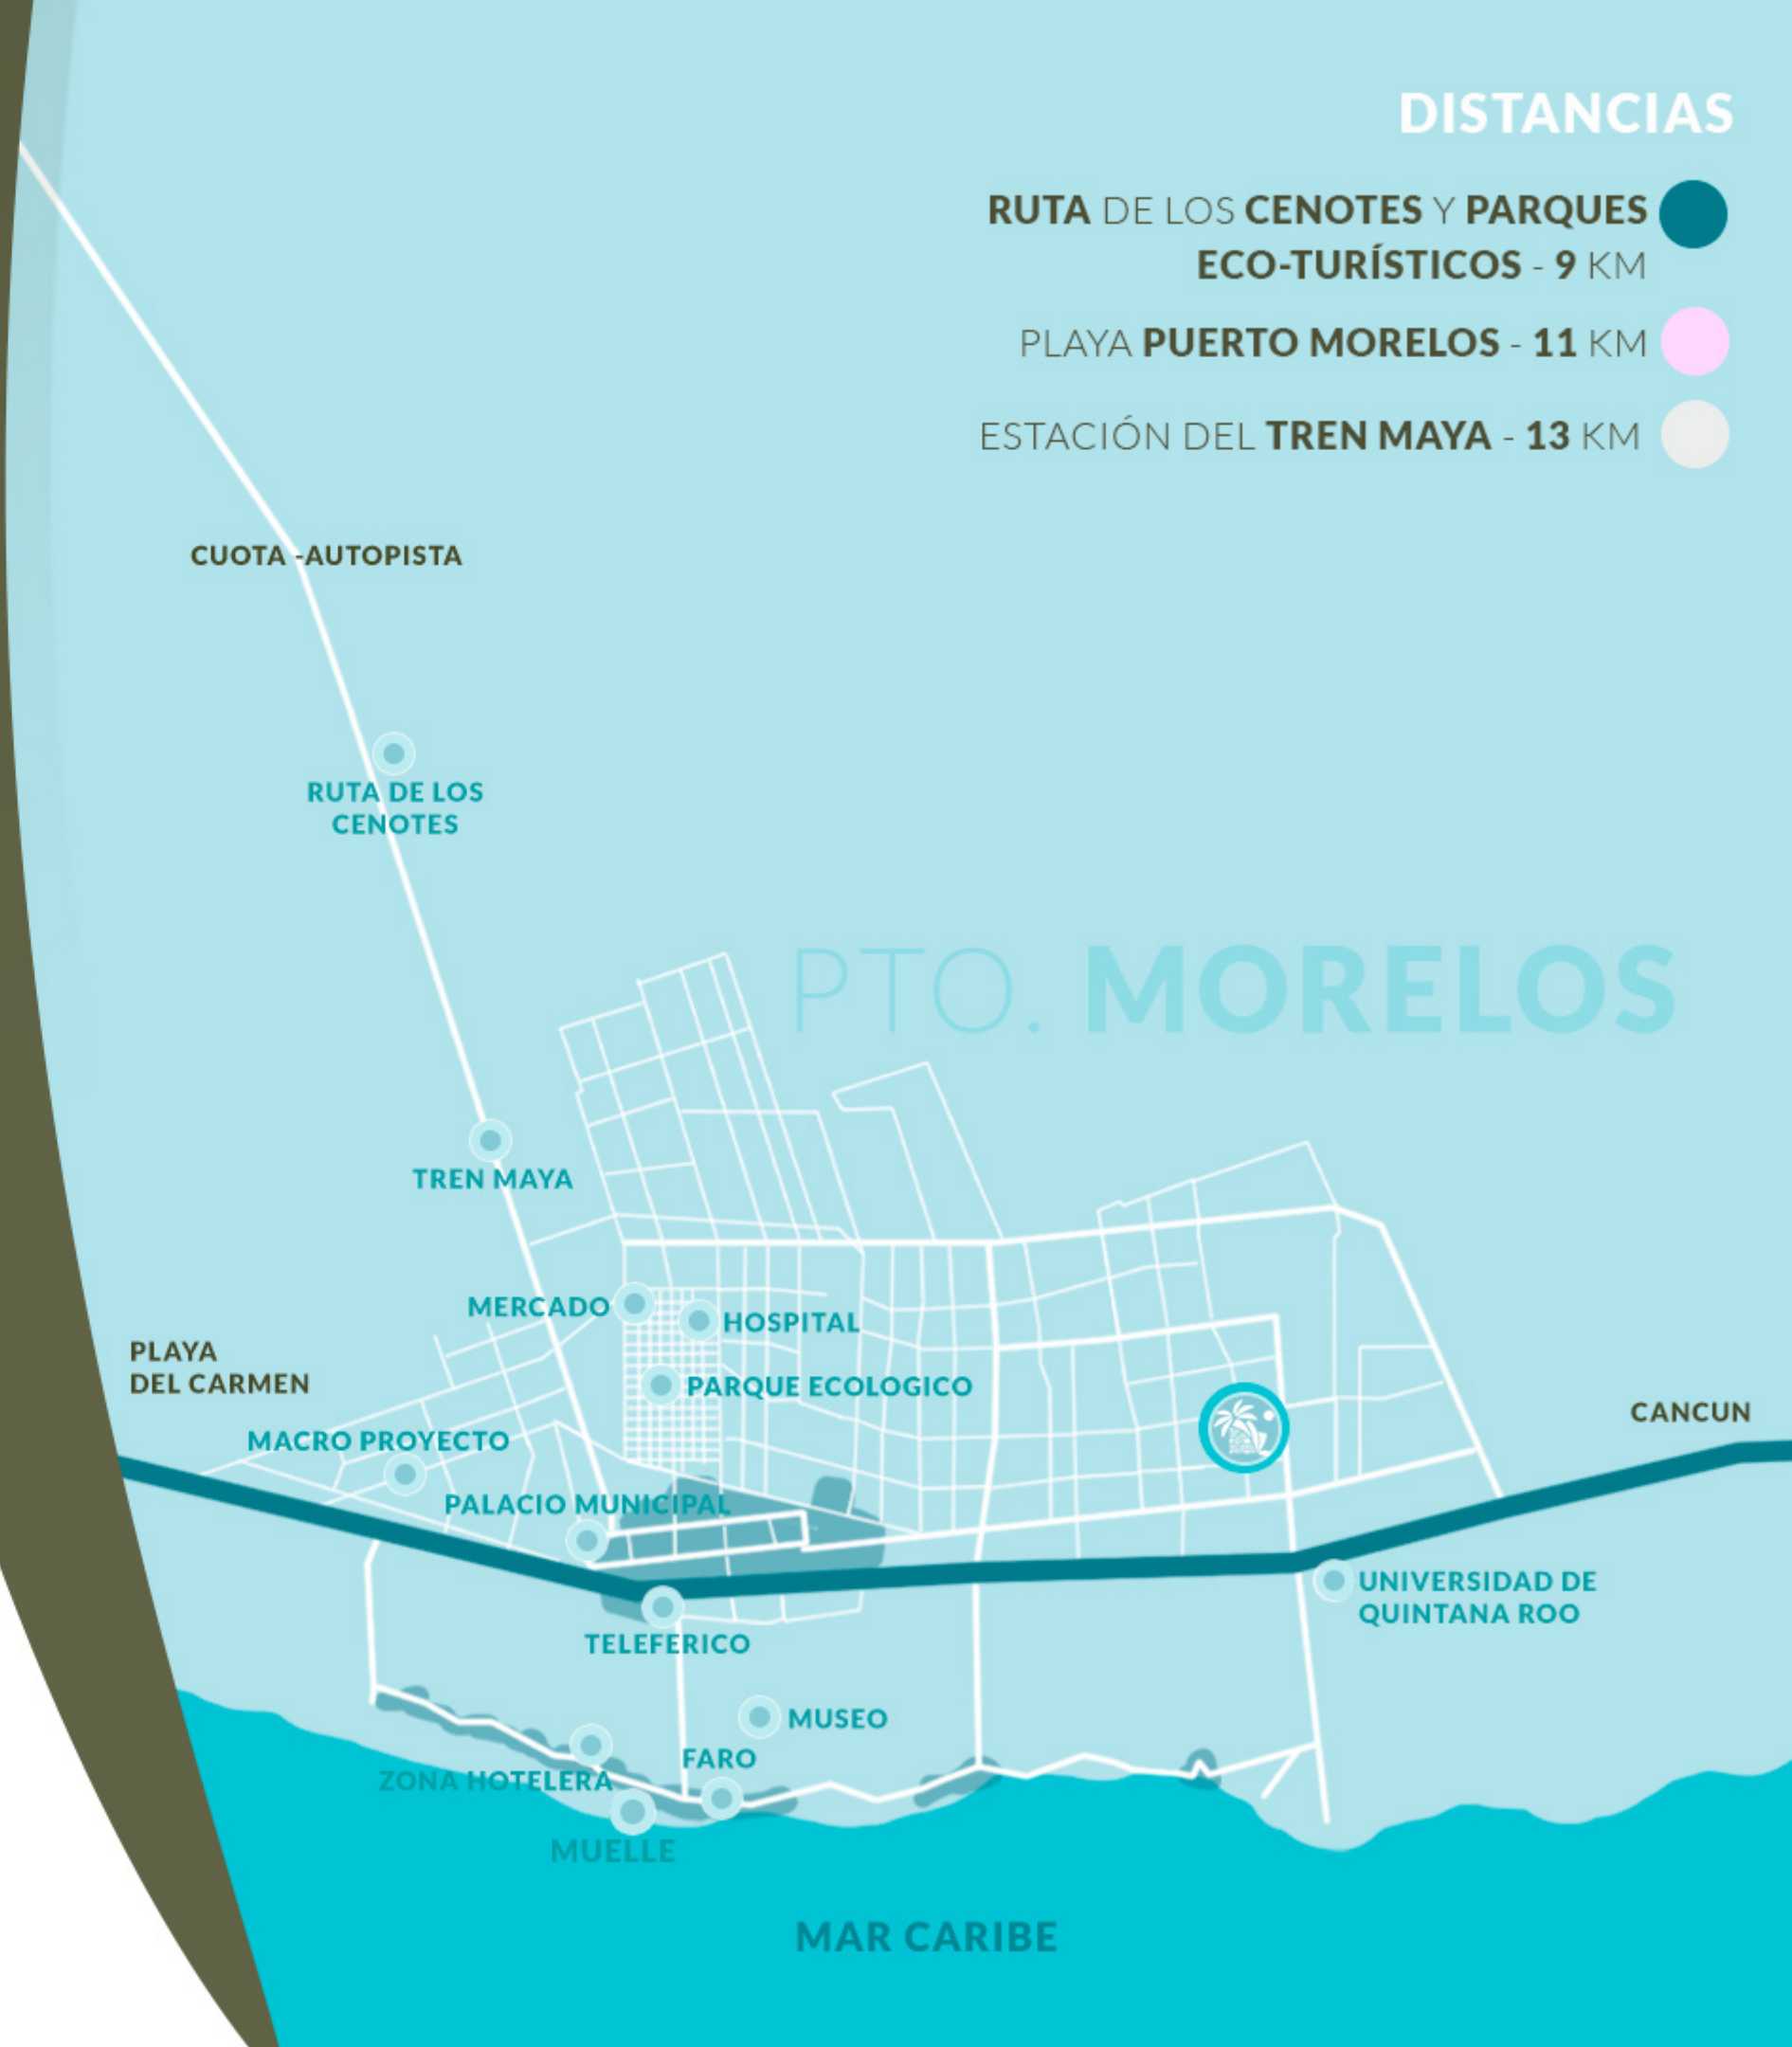 DISTANCIAS
RUTA DE LOS CENOTES Y PARQUES
ECO-TURÍSTICOS - 9 KM
PLAYA PUERTO MORELOS - 11 KM
ESTACIÓN DEL TREN MAYA - 13 KM
CUOTA -AUTOPISTA
RUTA DE LOS
CENOTES
PTO. MORELOS
TREN MAYA
MERCADO
HOSPITAL
PLAYA
DEL CARMEN
PARQUE ECOLOGICO
CANCUN
MACRO PROYECTO
PALACIO MUNICIPAL
UNIVERSIDAD DE
QUINTANA ROO
TELEFERICO
MUSEO
FARO
ZONA HOTELERA
MUELLE
MAR CARIBE